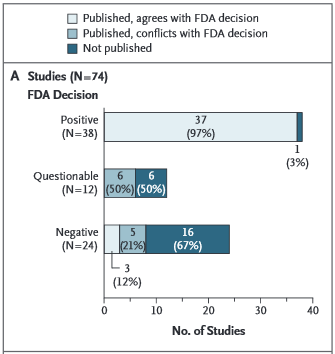 Published, agrees with FDA decision
Published, conflicts with FDA decision
Not published
A Studies (N=74)
FDA Decision
Positive
(N=38)
37
(97%)
1
(3%)
Questionable
(N=12)
6
(50%)
6
(50%)
Negative
(N=24)
5
(21%)
16
(67%)
3
(12%)
0 10 20 30 40
No. of Studies